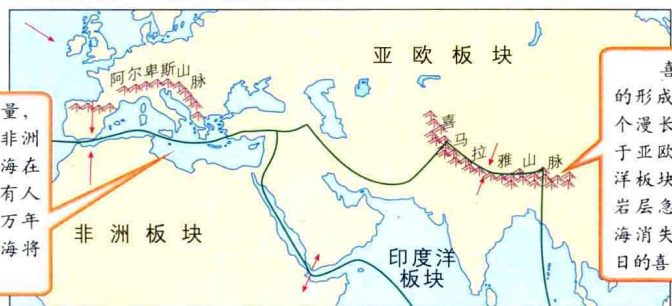 亚欧板块
阿尔卑斯山脉
喜马拉雅山脉
非洲板块
印度洋
板块
量，
非洲
海在
有人
万年
海将
喜
的形成
个漫长
于亚欧
洋板块
岩层急
海消失
日的喜